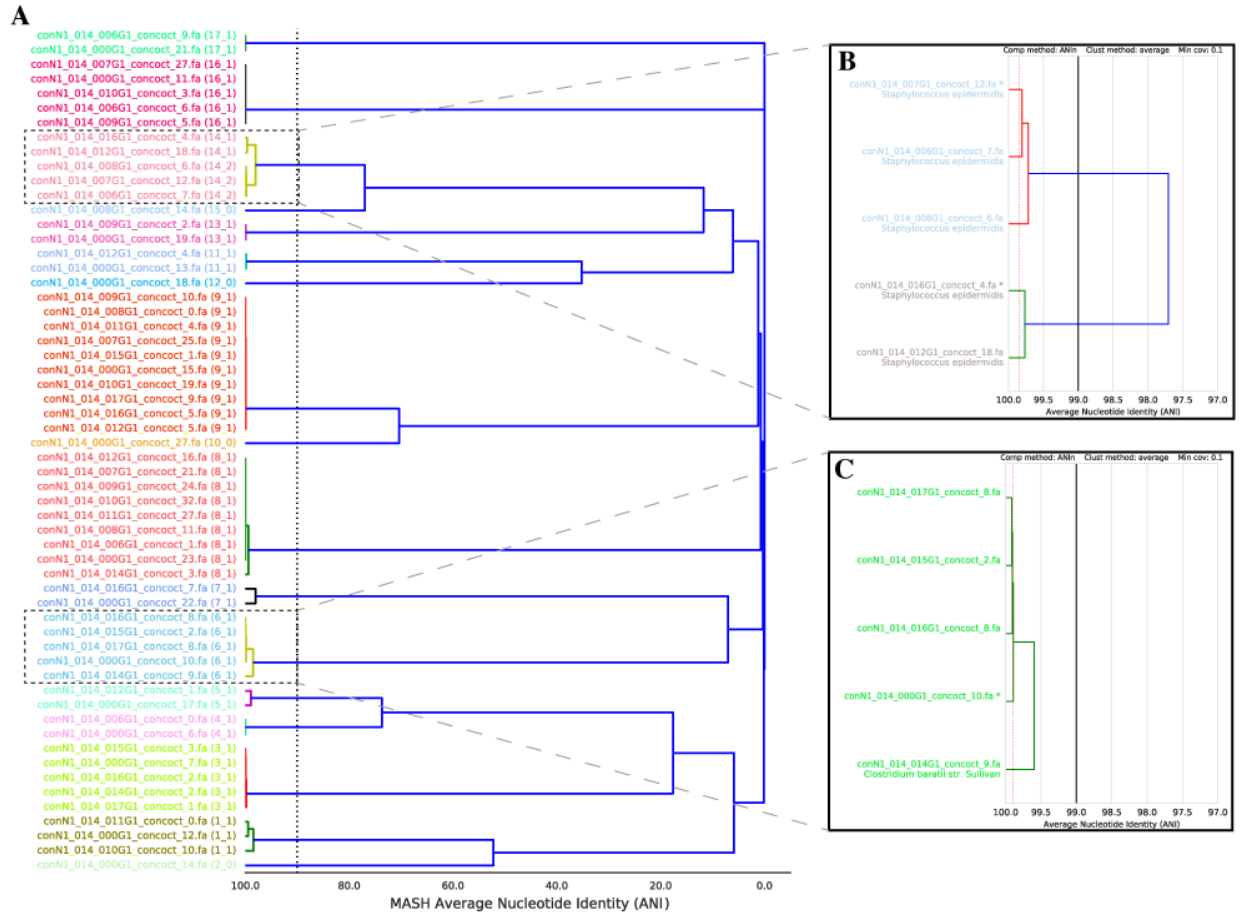 A
conN1_014_006G1_concoct_9.fa (17_1)
conN1_014_000G1_concoct_21.fa (17_1)
conN1_014_007G1_concoct_27.fa (16_1)
conN1_014_000G1_concoct_11.fa (16_1)
conN1_014_010G1_concoct_3.fa (16_1)
conN1_014_006G1_concoct_6.fa (16_1)
conN1_014_009G1_concoct_5.fa (16_1)
conN1_014_016G1_concoct_4.fa (14_1)
conN1_014_012G1_concoct_18.fa (14_1)
conN1_014_008G1_concoct_6.fa (14_2)
conN1_014_007G1_concoct_12.fa (14_2)
conN1_014_006G1_concoct_7.fa (14_2)
conN1_014_008G1_concoct_14.fa (15_0)
conN1_014_009G1_concoct_2.fa (13_1)
conN1_014_000G1_concoct_19.fa (13_1)
conN1_014_012G1_concoct_4.fa (11_1)
conN1_014_000G1_concoct_13.fa (11_1)
conN1_014_000G1_concoct_18.fa (12_0)
conN1_014_009G1_concoct_10.fa (9_1)
conN1_014_008G1_concoct_0.fa (9_1)
conN1_014_011G1_concoct_4.fa (9_1)
conN1_014_007G1_concoct_25.fa (9_1)
conN1_014_015G1_concoct_1.fa (9_1)
conN1_014_000G1_concoct_15.fa (9_1)
conN1_014_010G1_concoct_19.fa (9_1)
conN1_014_017G1_concoct_9.fa (9_1)
conN1_014_016G1_concoct_5.fa (9_1)
conN1_014_012G1_concoct_5.fa (9_1)
conN1_014_000G1_concoct_27.fa (10_0)
conN1_014_012G1_concoct_16.fa (8_1)
conN1_014_007G1_concoct_21.fa (8_1)
conN1_014_009G1_concoct_24.fa (8_1)
conN1_014_010G1_concoct_32.fa (8_1)
conN1_014_011G1_concoct_27.fa (8_1)
conN1_014_008G1_concoct_11.fa (8_1)
conN1_014_006G1_concoct_1.fa (8_1)
conN1_014_000G1_concoct_23.fa (8_1)
conN1_014_014G1_concoct_3.fa (8_1)
conN1_014_016G1_concoct_7.fa (7_1)
conN1_014_000G1_concoct_22.fa (7_1)
conN1_014_016G1_concoct_8.fa (6_1)
conN1_014_015G1_concoct_2.fa (6_1)
conN1_014_017G1_concoct_8.fa (6_1)
conN1_014_000G1_concoct_10.fa (6_1)
conN1_014_014G1_concoct_9.fa (6_1)
conN1_014_012G1_concoct_1.fa (5_1)
conN1_014_000G1_concoct_17.fa (5_1)
conN1_014_006G1_concoct_0.fa (4_1)
conN1_014_000G1_concoct_6.fa (4_1)
conN1_014_015G1_concoct_3.fa (3_1)
conN1_014_000G1_concoct_7.fa (3_1)
conN1_014_016G1_concoct_2.fa (3_1)
conN1_014_014G1_concoct_2.fa (3_1)
conN1_014_017G1_concoct_1.fa (3_1)
conN1_014_011G1_concoct_0.fa (1_1)
conN1_014_000G1_concoct_12.fa (1_1)
conN1_014_010G1_concoct_10.fa (1_1)
conN1_014_000G1_concoct_14.fa (2_0)
100.0 80.0 60.0 40.0 20.0 0.0
MASH Average Nucleotide Identity (ANI)
B
Comp method: ANIn Clust method: average Min cov: 0.1
conN1_014_007G1_concoct_12.fa *
Staphylococcus epidermidis
conN1_014_006G1_concoct_7.fa
Staphylococcus epidermidis
conN1_014_008G1_concoct_6.fa
Staphylococcus epidermidis
conN1_014_016G1_concoct_4.fa *
Staphylococcus epidermidis
conN1_014_012G1_concoct_18.fa
Staphylococcus epidermidis
100.0 99.5 99.0 98.5 98.0 97.5 97.0
Average Nucleotide Identity (ANI)
C
Comp method: ANIn Clust method: average Min cov: 0.1
conN1_014_017G1_concoct_8.fa
conN1_014_015G1_concoct_2.fa
conN1_014_016G1_concoct_8.fa
conN1_014_000G1_concoct_10.fa *
conN1_014_014G1_concoct_9.fa
Clostridium baratii str. Sullivan
100.0 99.5 99.0 98.5 98.0 97.5 97.0
Average Nucleotide Identity (ANI)